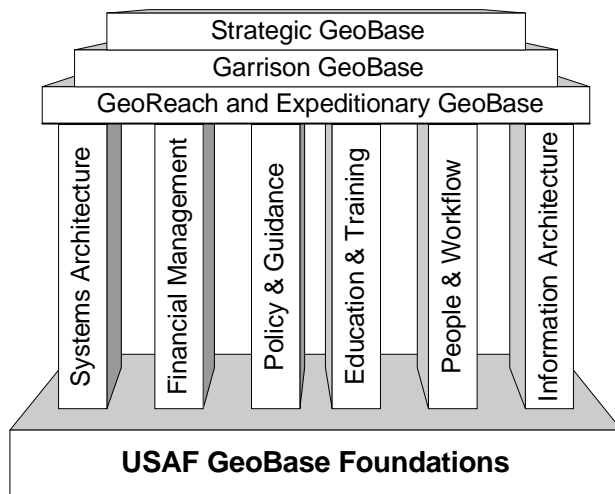 Strategic GeoBase
Garrison GeoBase
GeoReach and Expeditionary GeoBase
Systems Architecture
Financial Management
Policy & Guidance
Education & Training
People & Workflow
Information Architecture
USAF GeoBase Foundations